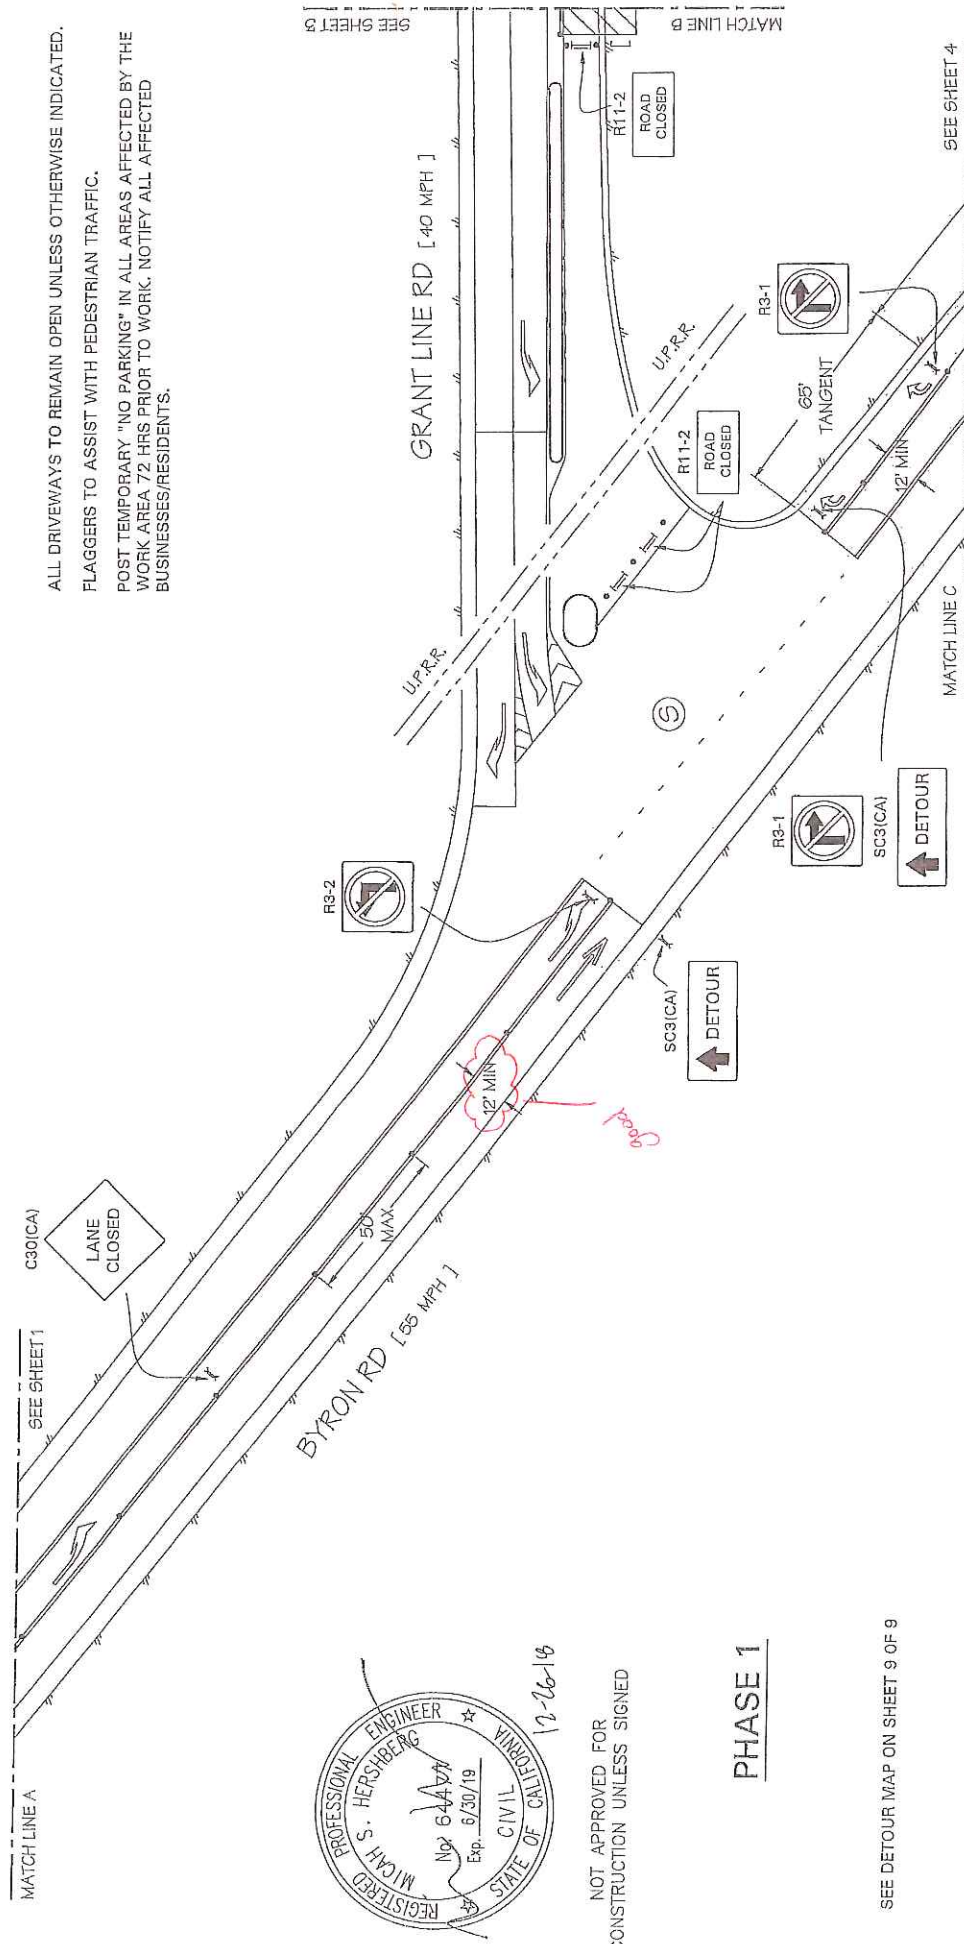 ALL DRIVEWAYS TO REMAIN OPEN UNLESS OTHERWISE INDICATED.
FLAGGERS TO ASSIST WITH PEDESTRIAN TRAFFIC.
POST TEMPORARY "NO PARKING" IN ALL AREAS AFFECTED BY THE
WORK AREA 72 HRS PRIOR TO WORK. NOTIFY ALL AFFECTED
BUSINESSES/RESIDENTS.
MATCH LINE A
SEE SHEET 1
C30(CA)
LANE
CLOSED
BYRON RD [55 MPH]
50'
MAX
12' MIN
Good
R3-2
SC3(CA)
DETOUR
GRANT LINE RD [40 MPH]
U.P.R.R.
U.P.R.R.
S
R11-2
ROAD
CLOSED
R11-2
ROAD
CLOSED
SEE SHEET 3
MATCH LINE B
R3-1
65'
TANGENT
12' MIN
R3-1
SC3(CA)
DETOUR
MATCH LINE C
SEE SHEET 4
REGISTERED PROFESSIONAL ENGINEER
MICAH S. HERSHBERG
No.
Exp. 6/30/19
CIVIL
STATE OF CALIFORNIA
12-26-18
NOT APPROVED FOR
CONSTRUCTION UNLESS SIGNED
PHASE 1
SEE DETOUR MAP ON SHEET 9 OF 9